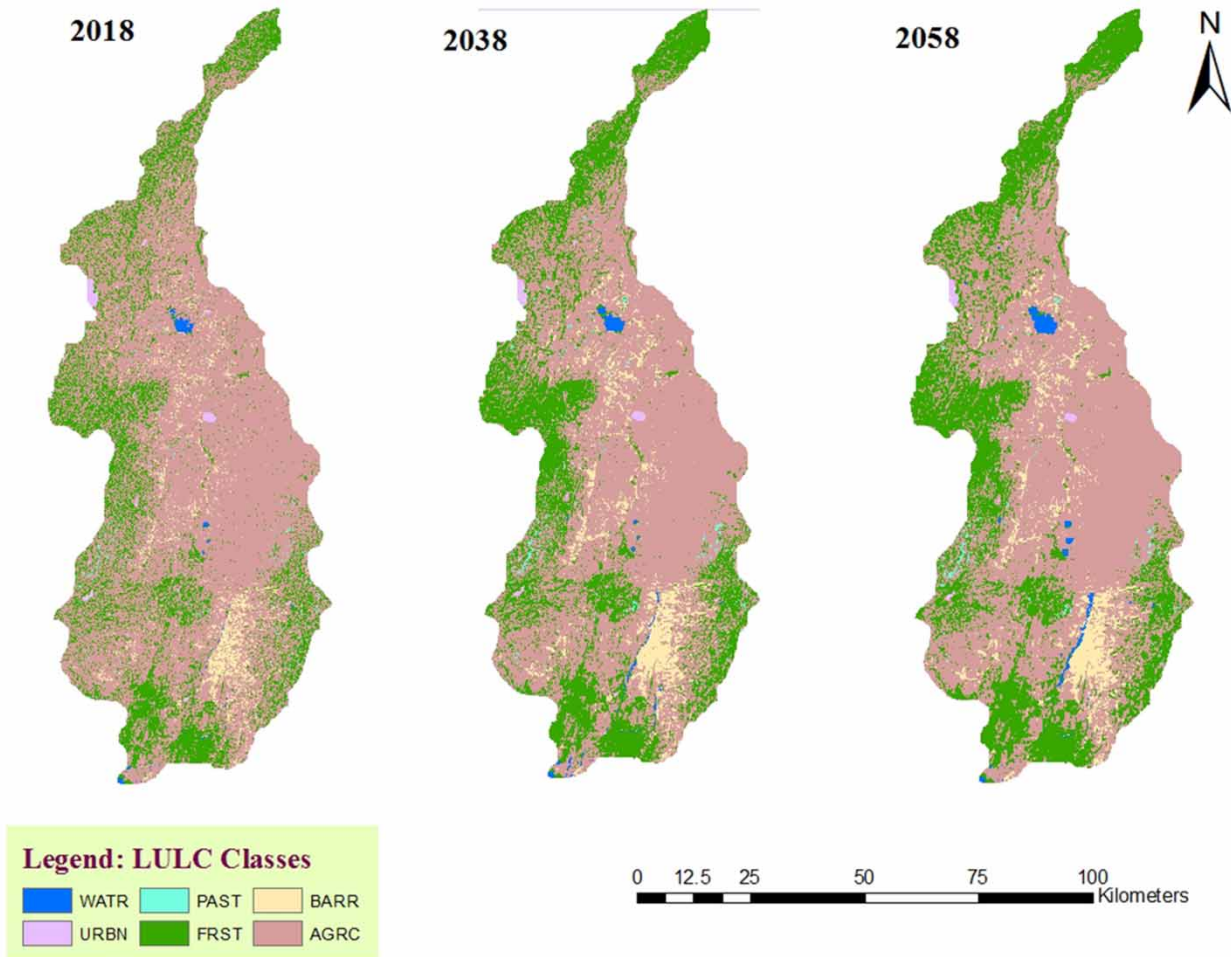 2018
2038
2058
N
Legend: LULC Classes
WATR PAST BARR
URBN FRST AGRC
0 12.5 25 50 75 100
Kilometers